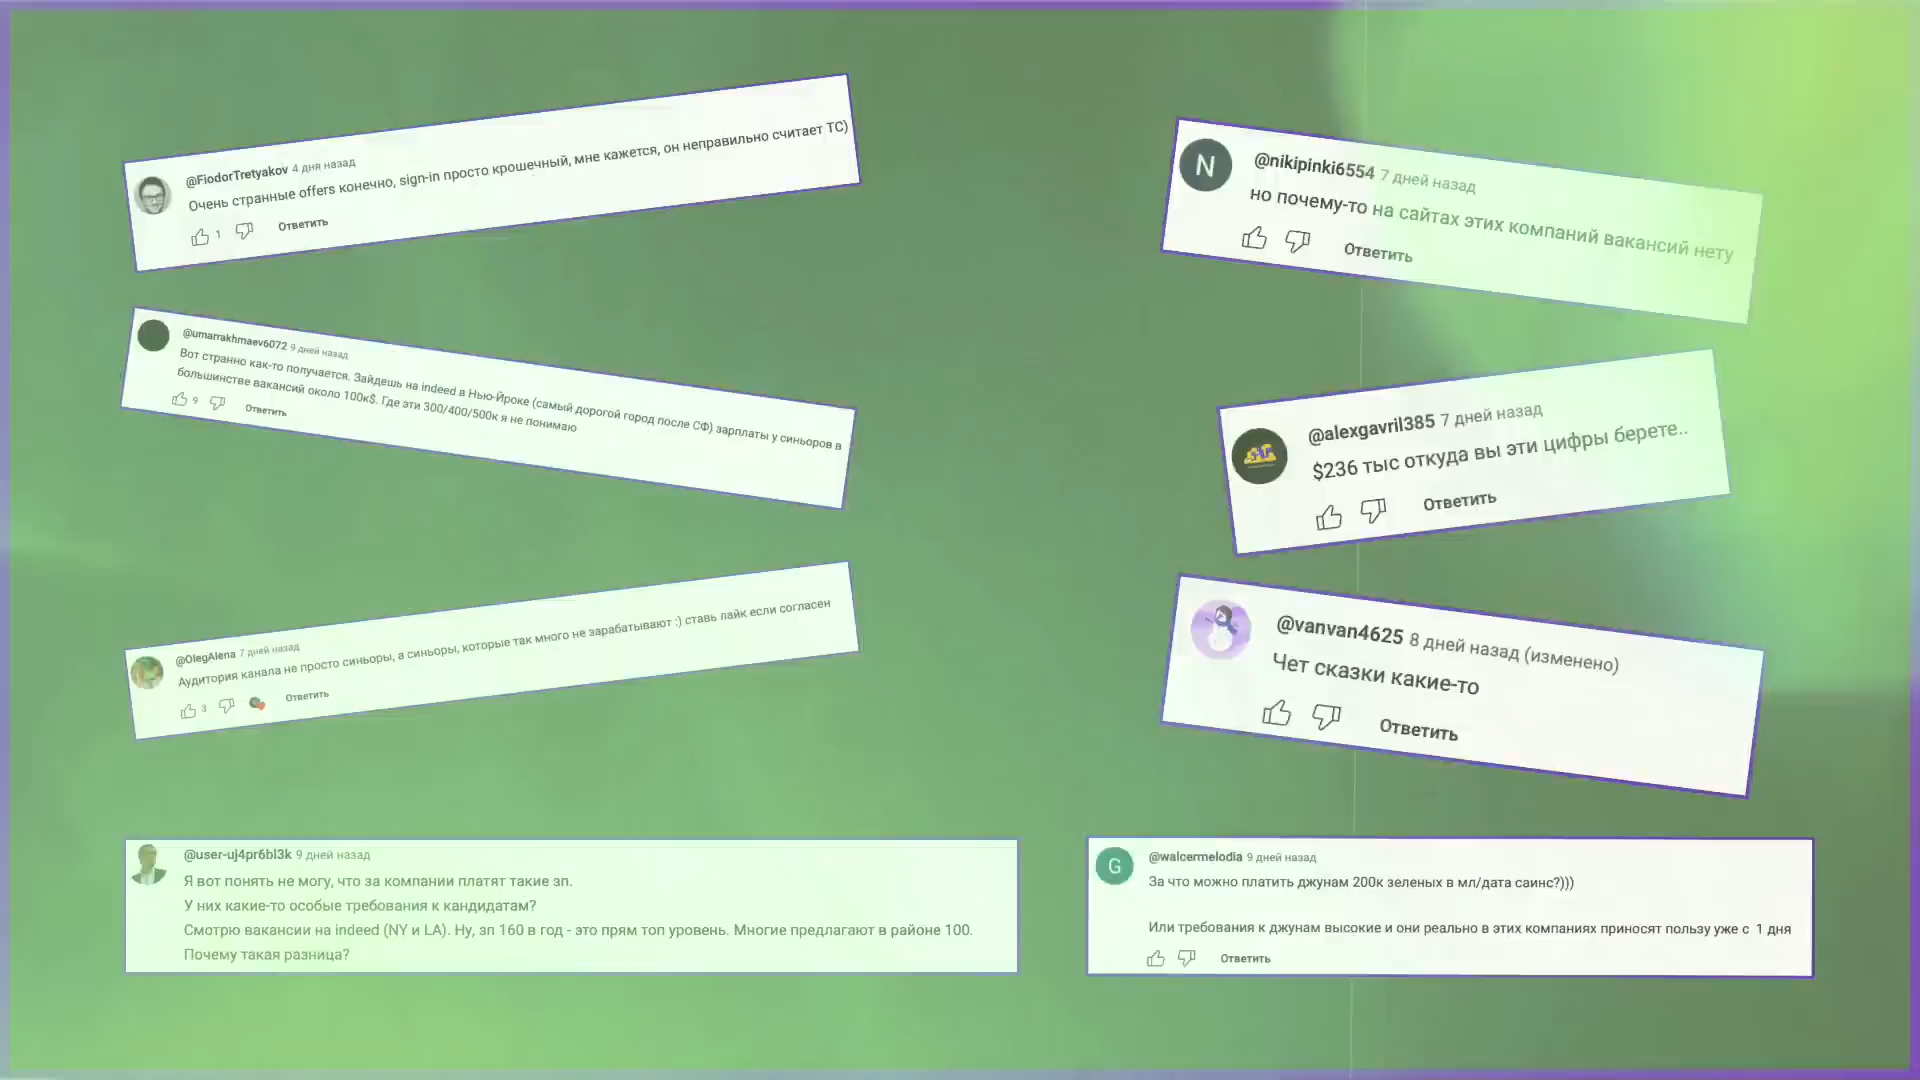 @FiodorTretyakov 4 дня назад
Очень странные offers конечно, sign-in просто крошечный, мне кажется, он неправильно считает TC)
1 Ответить
@umarrakhmaev6072 9 дней назад
Вот странно как-то получается. Зайдешь на indeed в Нью-Йроке (самый дорогой город после СФ) зарплаты у синьоров в
большинстве вакансий около 100к$. Где эти 300/400/500к я не понимаю
9 Ответить
@OlegAlena 7 дней назад
Аудитория канала не просто синьоры, а синьоры, которые так много не зарабатывают :) ставь лайк если согласен
3 Ответить
@user-uj4pr6bl3k 9 дней назад
Я вот понять не могу, что за компании платят такие зп.
У них какие-то особые требования к кандидатам?
Смотрю вакансии на indeed (NY и LA). Ну, зп 160 в год - это прям топ уровень. Многие предлагают в районе 100.
Почему такая разница?
N
@nikipinki6554 7 дней назад
но почему-то на сайтах этих компаний вакансий нету
Ответить
@alexgavril385 7 дней назад
$236 тыс откуда вы эти цифры берете..
Ответить
@vanvan4625 8 дней назад (изменено)
Чет сказки какие-то
Ответить
G
@walcermelodia 9 дней назад
За что можно платить джунам 200к зеленых в мл/дата саинс?)))
Или требования к джунам высокие и они реально в этих компаниях приносят пользу уже с 1 дня
Ответить